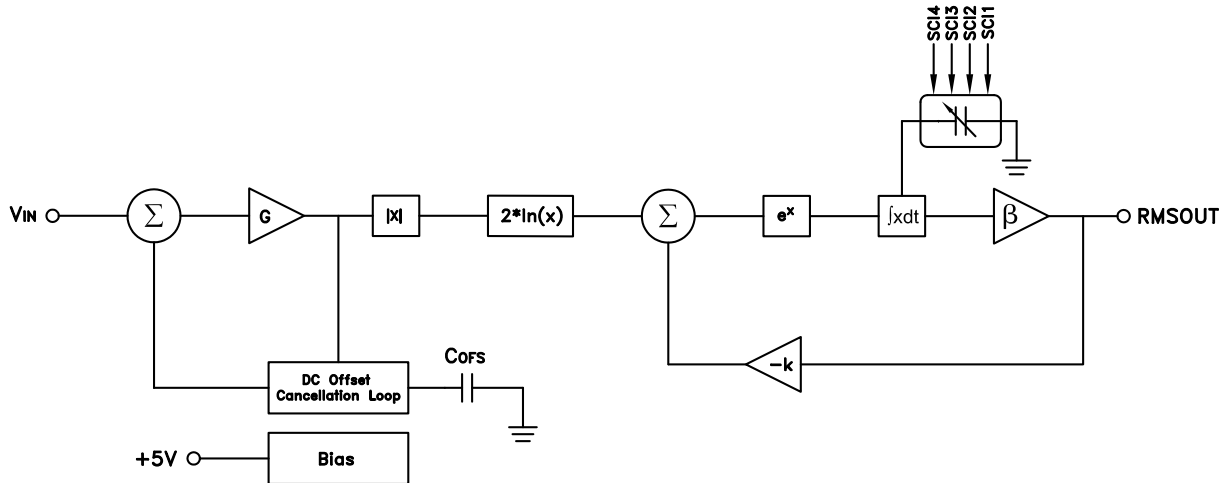 SCI4
SCI3
SCI2
SCI1
VIN
Σ
G
|X|
2*ln(x)
Σ
e^x
∫xdt
β
RMSOUT
-k
DC Offset
Cancellation Loop
COFS
+5V
Bias